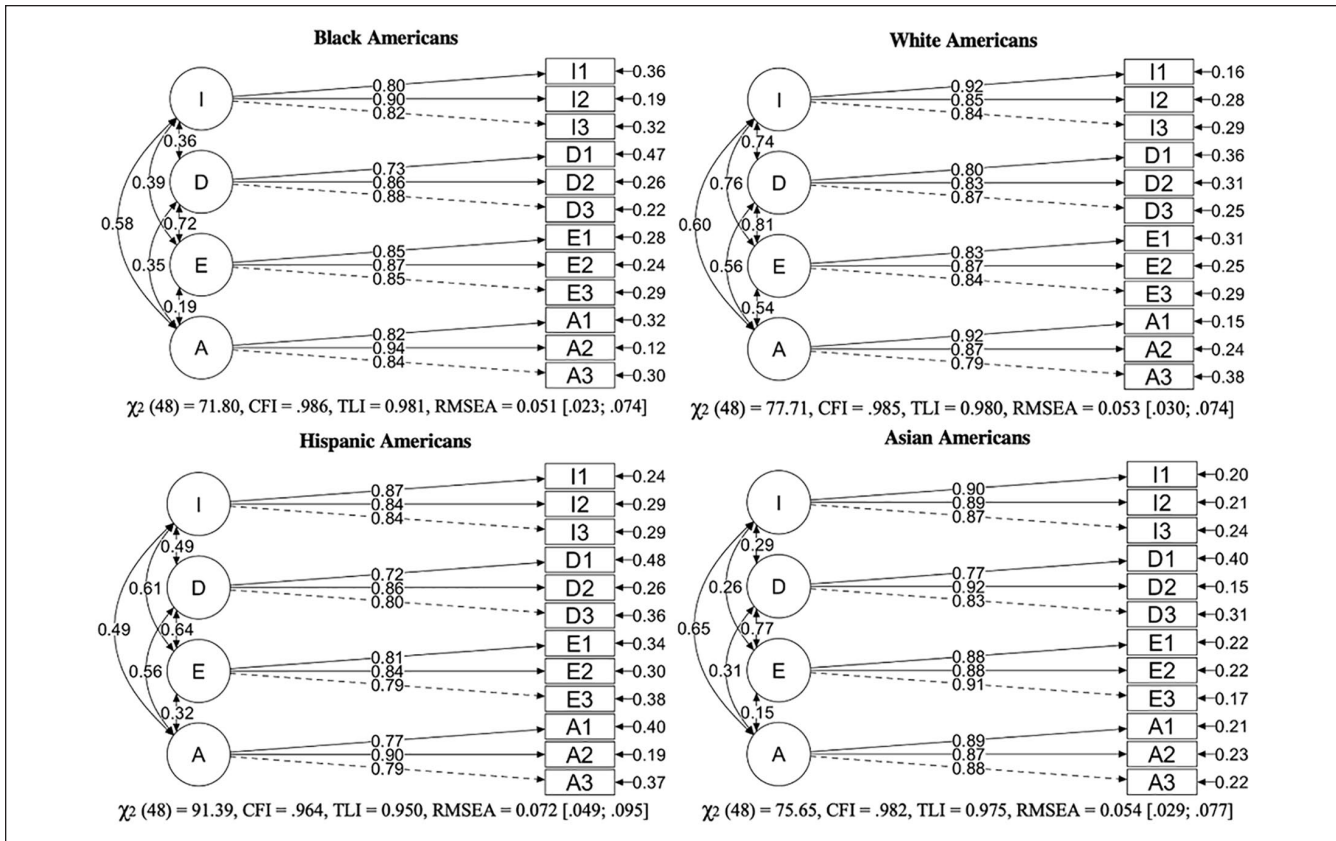 Black Americans
I
D
E
A
0.36
0.39
0.58
0.72
0.35
0.19
0.80
0.90
0.82
0.73
0.86
0.88
0.85
0.87
0.85
0.82
0.94
0.84
I1 0.36
I2 0.19
I3 0.32
D1 0.47
D2 0.26
D3 0.22
E1 0.28
E2 0.24
E3 0.29
A1 0.32
A2 0.12
A3 0.30
χ2 (48) = 71.80, CFI = .986, TLI = 0.981, RMSEA = 0.051 [.023; .074]
White Americans
I
D
E
A
0.74
0.76
0.60
0.81
0.56
0.54
0.92
0.85
0.84
0.80
0.83
0.87
0.83
0.87
0.84
0.92
0.87
0.79
I1 0.16
I2 0.28
I3 0.29
D1 0.36
D2 0.31
D3 0.25
E1 0.31
E2 0.25
E3 0.29
A1 0.15
A2 0.24
A3 0.38
χ2 (48) = 77.71, CFI = .985, TLI = 0.980, RMSEA = 0.053 [.030; .074]
Hispanic Americans
I
D
E
A
0.49
0.61
0.49
0.64
0.56
0.32
0.87
0.84
0.84
0.72
0.86
0.80
0.81
0.84
0.79
0.77
0.90
0.79
I1 0.24
I2 0.29
I3 0.29
D1 0.48
D2 0.26
D3 0.36
E1 0.34
E2 0.30
E3 0.38
A1 0.40
A2 0.19
A3 0.37
χ2 (48) = 91.39, CFI = .964, TLI = 0.950, RMSEA = 0.072 [.049; .095]
Asian Americans
I
D
E
A
0.29
0.26
0.65
0.77
0.31
0.15
0.90
0.89
0.87
0.77
0.92
0.83
0.88
0.88
0.91
0.89
0.87
0.88
I1 0.20
I2 0.21
I3 0.24
D1 0.40
D2 0.15
D3 0.31
E1 0.22
E2 0.22
E3 0.17
A1 0.21
A2 0.23
A3 0.22
χ2 (48) = 75.65, CFI = .982, TLI = 0.975, RMSEA = 0.054 [.029; .077]